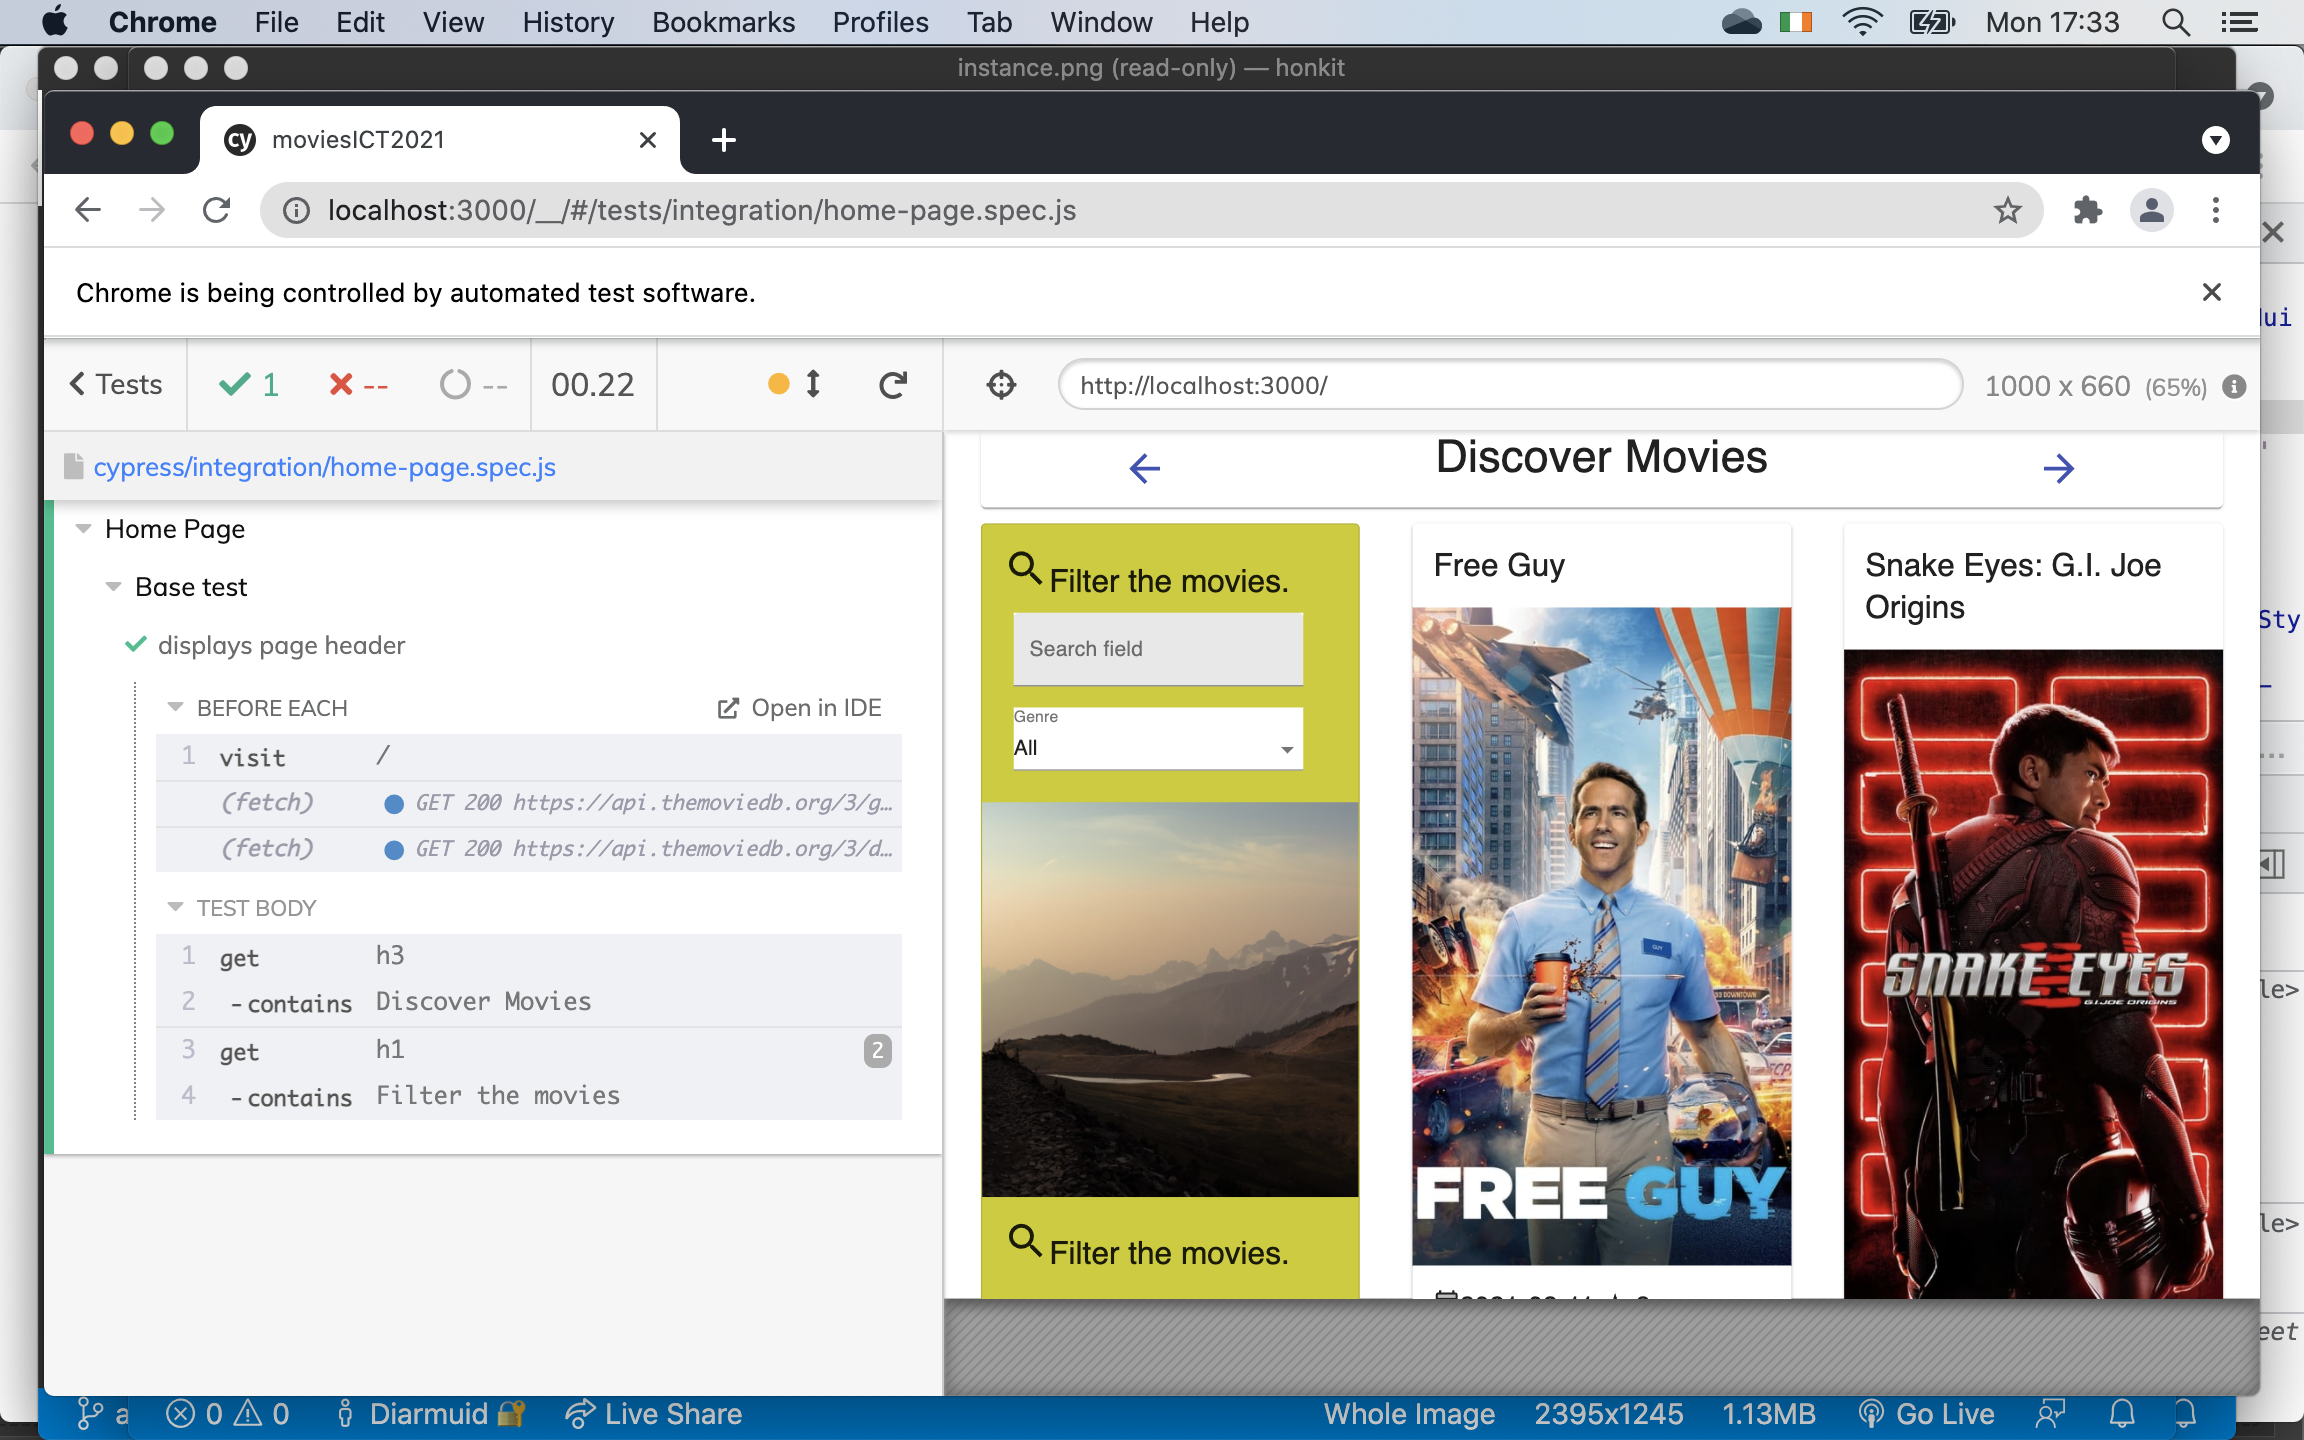 Chrome File Edit View History Bookmarks Profiles Tab Window Help Mon 17:33
instance.png (read-only) — honkit
cy moviesICT2021
localhost:3000/__/#/tests/integration/home-page.spec.js
Chrome is being controlled by automated test software.
Tests 1 -- -- 00.22
http://localhost:3000/ 1000 x 660 (65%)
cypress/integration/home-page.spec.js
Home Page
Base test
displays page header
BEFORE EACH Open in IDE
1 visit /
(fetch) GET 200 https://api.themoviedb.org/3/g…
(fetch) GET 200 https://api.themoviedb.org/3/d…
TEST BODY
1 get h3
2 -contains Discover Movies
3 get h1 2
4 -contains Filter the movies
Discover Movies
Filter the movies.
Search field
Genre
All
Filter the movies.
Free Guy
GUY
FREE GUY
Snake Eyes: G.I. Joe
Origins
SNAKE EYES
G.I.JOE ORIGINS
ui
Sty
le>
le>
eet
a 0 0 Diarmuid Live Share Whole Image 2395x1245 1.13MB Go Live